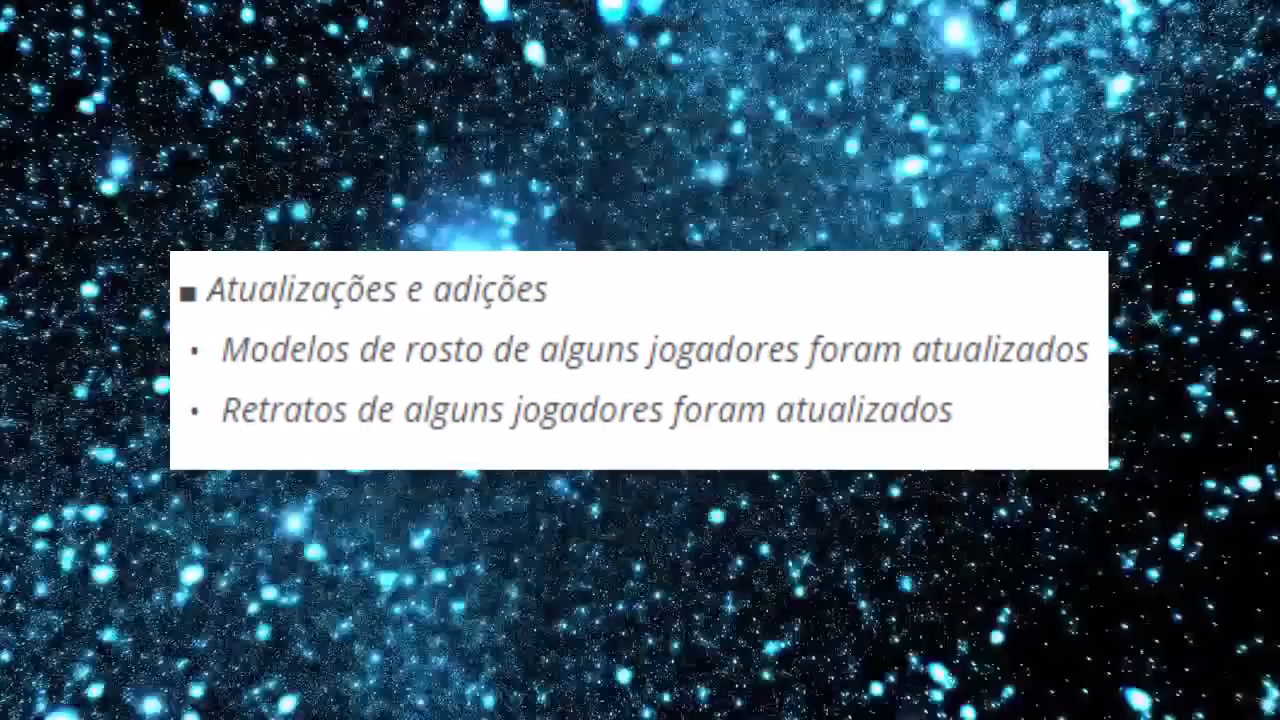 ■ Atualizações e adições
• Modelos de rosto de alguns jogadores foram atualizados
• Retratos de alguns jogadores foram atualizados